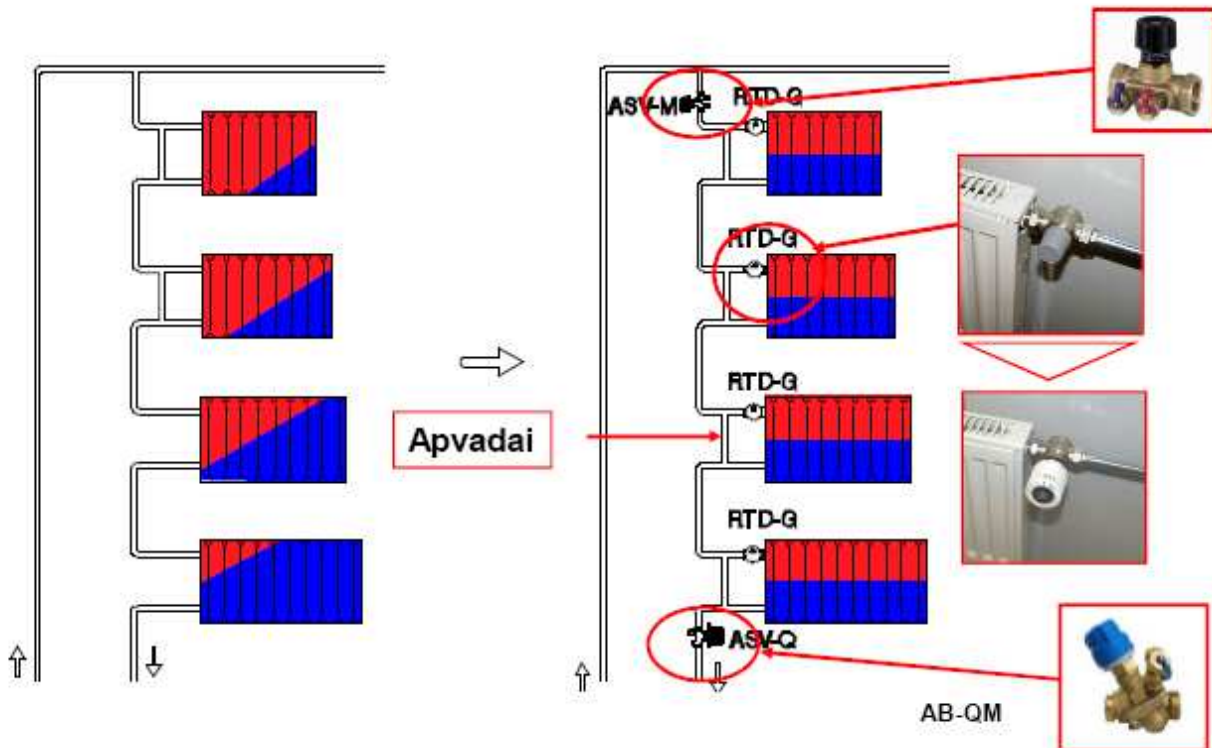 ASV-M
RTD-G
RTD-G
RTD-G
Apvadai
RTD-G
ASV-Q
AB-QM